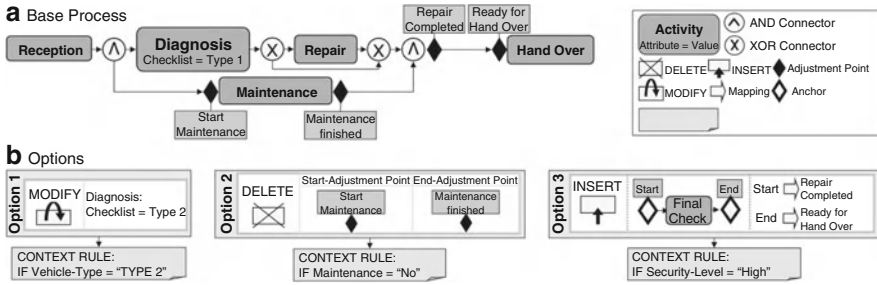 a Base Process
Repair Completed
Ready for Hand Over
Reception
Diagnosis
Checklist = Type 1
X
Repair
X
Hand Over
Maintenance
Start Maintenance
Maintenance finished
Activity
Attribute = Value
AND Connector
X
XOR Connector
DELETE
INSERT
Adjustment Point
MODIFY
Mapping
Anchor
b Options
Option 1
MODIFY
Diagnosis:
Checklist = Type 2
CONTEXT RULE:
IF Vehicle-Type = “TYPE 2”
Option 2
DELETE
Start-Adjustment Point
End-Adjustment Point
Start Maintenance
Maintenance finished
CONTEXT RULE:
IF Maintenance = “No”
Option 3
INSERT
Start
Final Check
End
Start
Repair Completed
End
Ready for Hand Over
CONTEXT RULE:
IF Security-Level = “High”